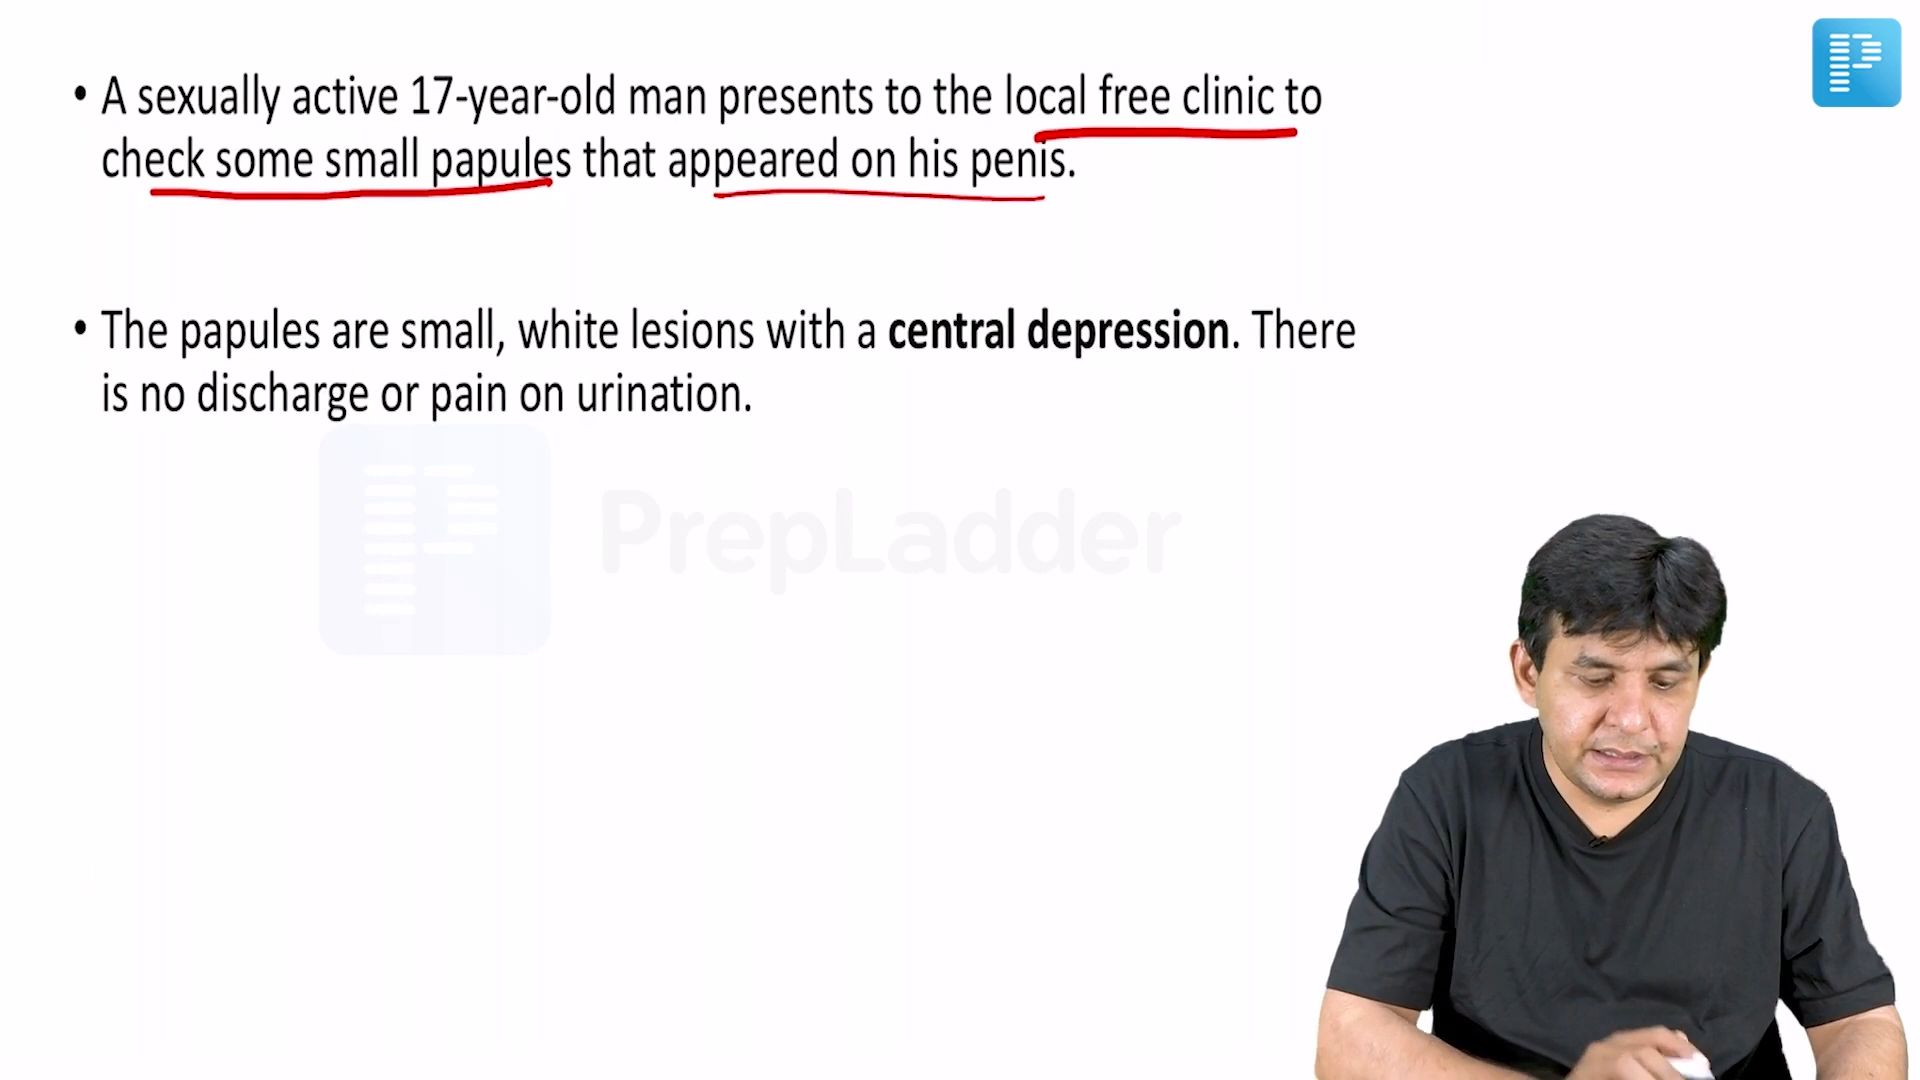 • A sexually active 17-year-old man presents to the local free clinic to
check some small papules that appeared on his penis.
• The papules are small, white lesions with a central depression. There
is no discharge or pain on urination.
PrepLadder